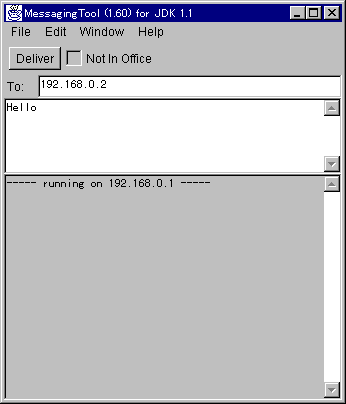 MessagingTool (1.60) for JDK 1.1
File Edit Window Help
Deliver Not In Office
To: 192.168.0.2
Hello
----- running on 192.168.0.1 -----